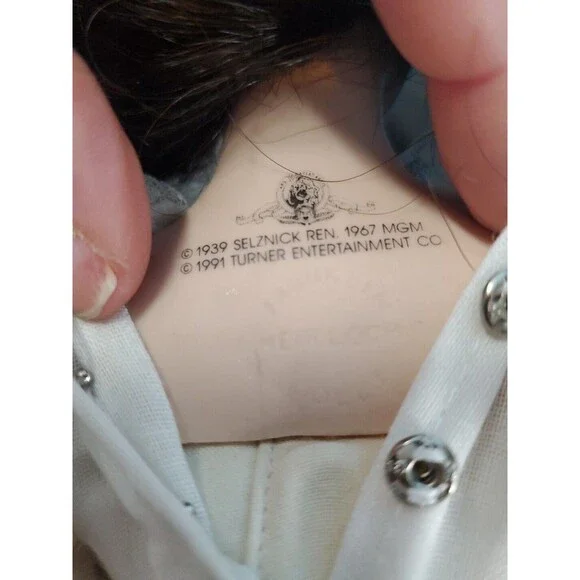 © 1939 SELZNICK REN. 1967 MGM
© 1991 TURNER ENTERTAINMENT CO